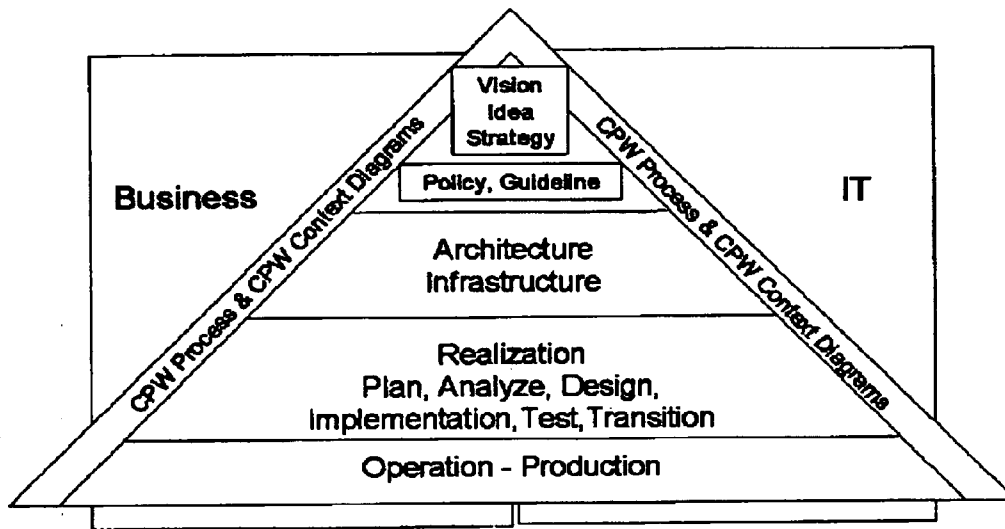 Vision
Idea
Strategy
Policy, Guideline
Business
IT
CPW Process & CPW Context Diagrams
CPW Process & CPW Context Diagrams
Architecture
Infrastructure
Realization
Plan, Analyze, Design,
Implementation, Test, Transition
Operation - Production